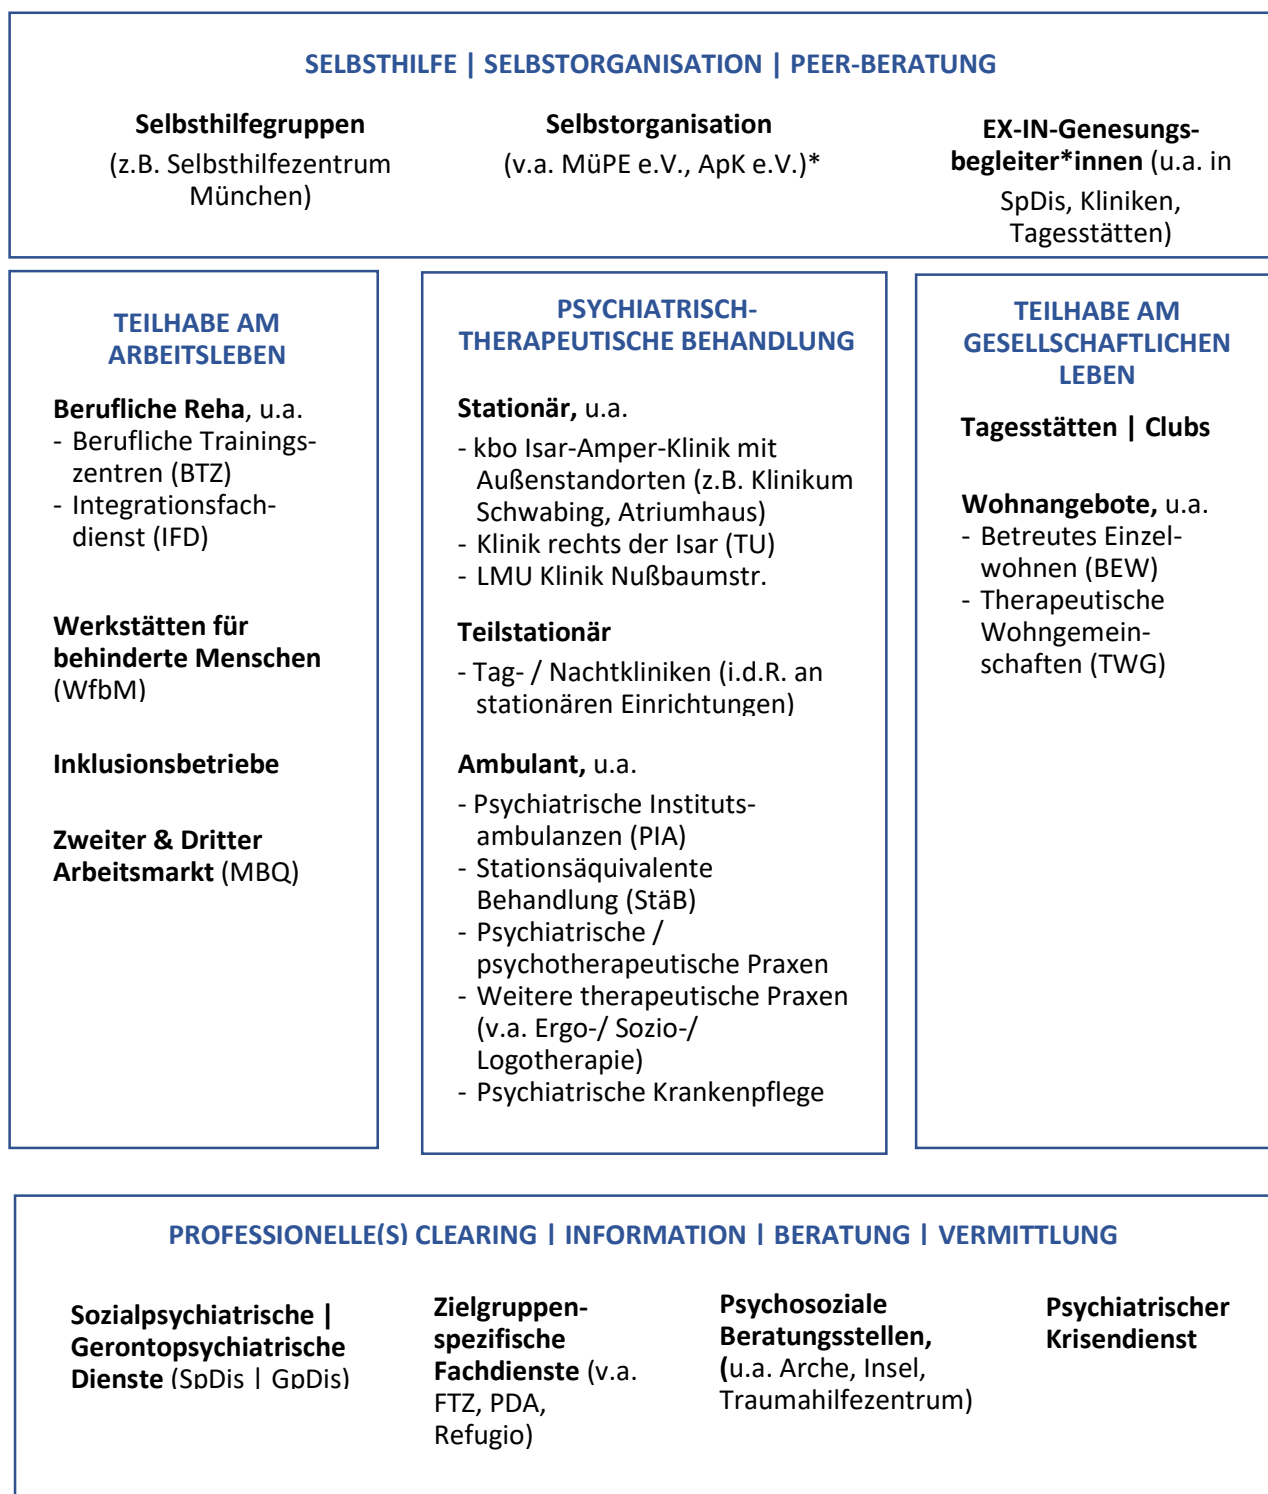 SELBSTHILFE | SELBSTORGANISATION | PEER-BERATUNG
Selbsthilfegruppen
(z.B. Selbsthilfezentrum
München)
Selbstorganisation
(v.a. MüPE e.V., ApK e.V.)*
EX-IN-Genesungs-
begleiter*innen (u.a. in
SpDis, Kliniken,
Tagesstätten)
TEILHABE AM
ARBEITSLEBEN
Berufliche Reha, u.a.
- Berufliche Trainings-
zentren (BTZ)
- Integrationsfach-
dienst (IFD)
Werkstätten für
behinderte Menschen
(WfbM)
Inklusionsbetriebe
Zweiter & Dritter
Arbeitsmarkt (MBQ)
PSYCHIATRISCH-
THERAPEUTISCHE BEHANDLUNG
Stationär, u.a.
- kbo Isar-Amper-Klinik mit
Außenstandorten (z.B. Klinikum
Schwabing, Atriumhaus)
- Klinik rechts der Isar (TU)
- LMU Klinik Nußbaumstr.
Teilstationär
- Tag- / Nachtkliniken (i.d.R. an
stationären Einrichtungen)
Ambulant, u.a.
- Psychiatrische Instituts-
ambulanzen (PIA)
- Stationsäquivalente
Behandlung (StäB)
- Psychiatrische /
psychotherapeutische Praxen
- Weitere therapeutische Praxen
(v.a. Ergo-/ Sozio-/
Logotherapie)
- Psychiatrische Krankenpflege
TEILHABE AM
GESELLSCHAFTLICHEN
LEBEN
Tagesstätten | Clubs
Wohnangebote, u.a.
- Betreutes Einzel-
wohnen (BEW)
- Therapeutische
Wohngemein-
schaften (TWG)
PROFESSIONELLE(S) CLEARING | INFORMATION | BERATUNG | VERMITTLUNG
Sozialpsychiatrische |
Gerontopsychiatrische
Dienste (SpDis | GpDis)
Zielgruppen-
spezifische
Fachdienste (v.a.
FTZ, PDA,
Refugio)
Psychosoziale
Beratungsstellen,
(u.a. Arche, Insel,
Traumahilfezentrum)
Psychiatrischer
Krisendienst